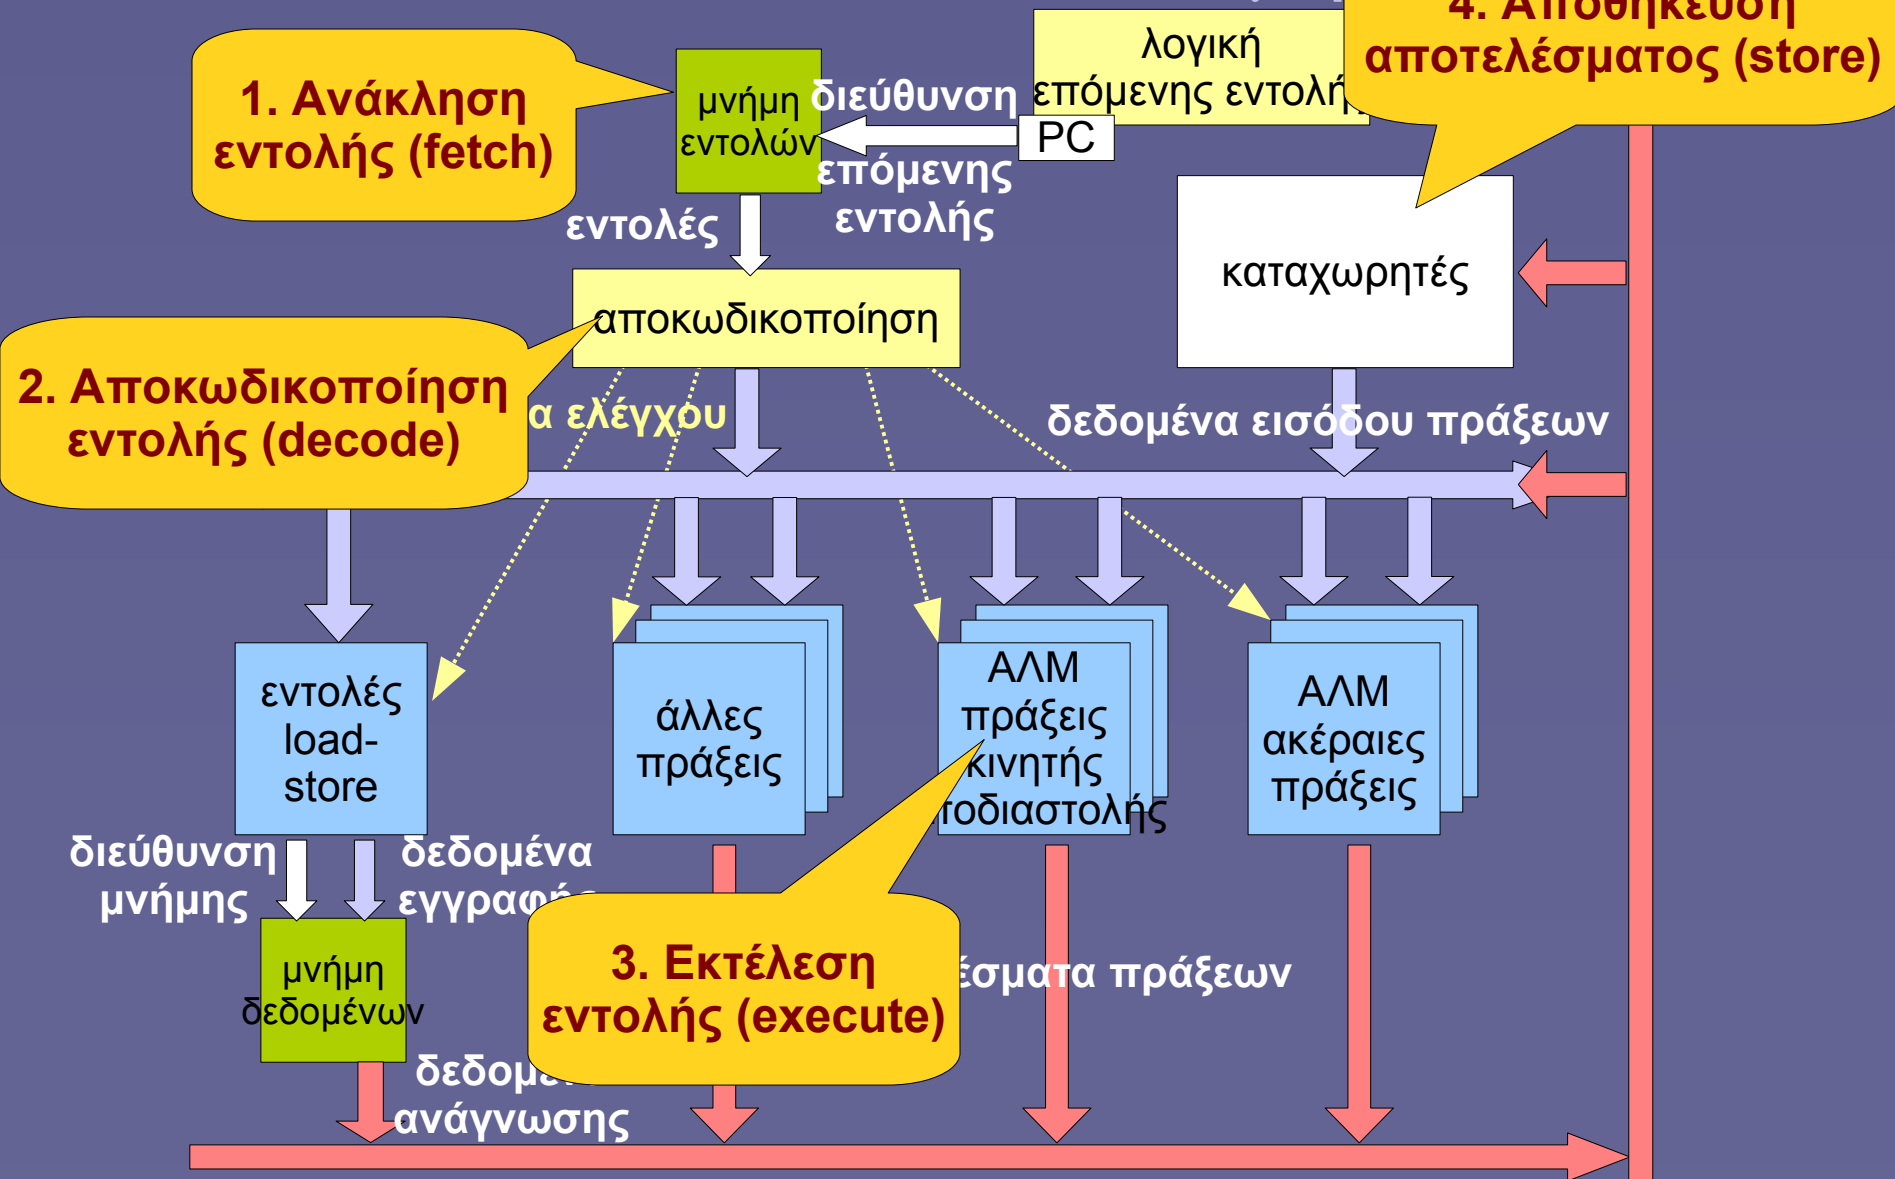 4. Αποθήκευση
αποτελέσματος (store)
λογική
επόμενης εντολής
1. Ανάκληση
εντολής (fetch)
μνήμη
εντολών
διεύθυνση
επόμενης
εντολής
PC
εντολές
καταχωρητές
αποκωδικοποίηση
2. Αποκωδικοποίηση
εντολής (decode)
ελέγχου
δεδομένα εισόδου πράξεων
εντολές
load-
store
άλλες
πράξεις
ΑΛΜ
πράξεις
κινητής
ΑΛΜ
ακέραιες
πράξεις
διεύθυνση
μνήμης
δεδομένα
εγγραφής
μνήμη
δεδομένων
3. Εκτέλεση
εντολής (execute)
πράξεων
δεδομένα
ανάγνωσης